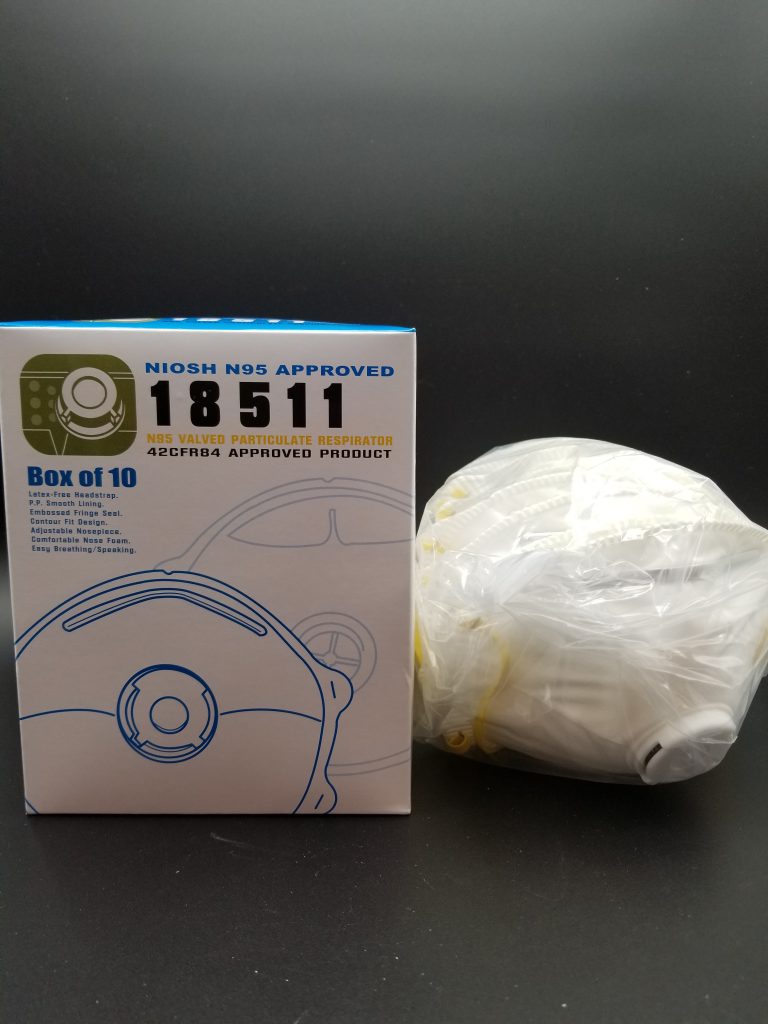 NIOSH N95 APPROVED
18511
N95 VALVED PARTICULATE RESPIRATOR
42CFR84 APPROVED PRODUCT
Box of 10
Latex-Free Headstrap.
P.P. Smooth Lining.
Embossed Fringe Seal.
Contour Fit Design.
Adjustable Nosepiece.
Comfortable Nose Foam.
Easy Breathing/Speaking.